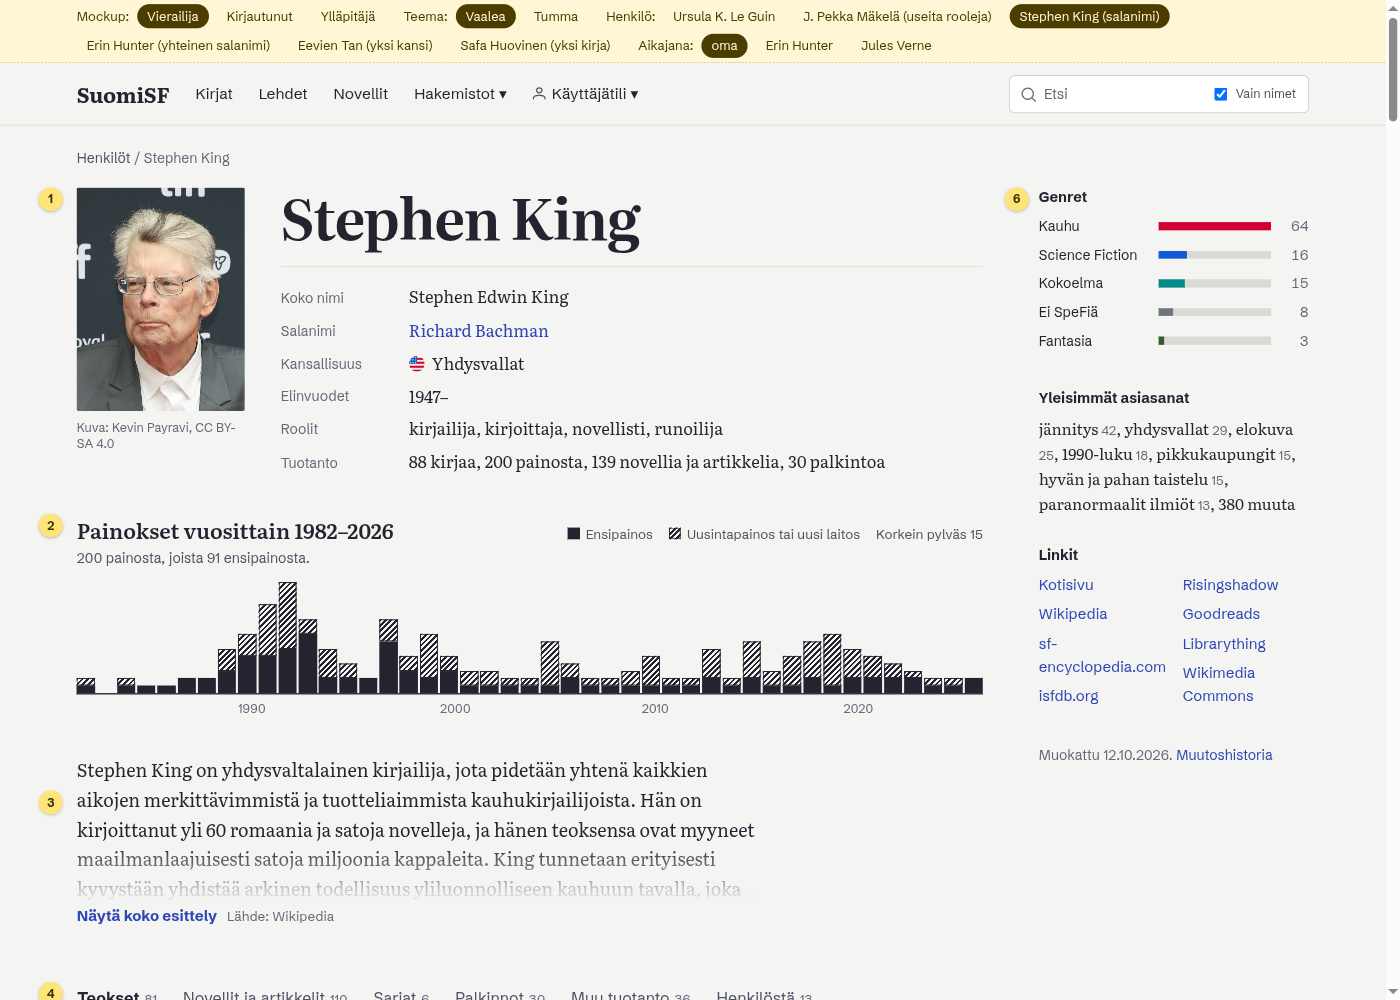 Mockup: Vierailija Kirjautunut Ylläpitäjä Teema: Vaalea Tumma Henkilö: Ursula K. Le Guin J. Pekka Mäkelä (useita rooleja) Stephen King (salanimi)
Erin Hunter (yhteinen salanimi) Eevien Tan (yksi kansi) Safa Huovinen (yksi kirja) Aikajana: oma Erin Hunter Jules Verne
SuomiSF Kirjat Lehdet Novellit Hakemistot ▾ Käyttäjätili ▾ Etsi Vain nimet
Henkilöt / Stephen King
1
Stephen King
Koko nimi Stephen Edwin King
Salanimi Richard Bachman
Kansallisuus Yhdysvallat
Elinvuodet 1947–
Roolit kirjailija, kirjoittaja, novellisti, runoilija
Tuotanto 88 kirjaa, 200 painosta, 139 novellia ja artikkelia, 30 palkintoa
Kuva: Kevin Payravi, CC BY-
SA 4.0
2
Painokset vuosittain 1982–2026
Ensipainos Uusintapainos tai uusi laitos Korkein pylväs 15
200 painosta, joista 91 ensipainosta.
1990 2000 2010 2020
3
Stephen King on yhdysvaltalainen kirjailija, jota pidetään yhtenä kaikkien
aikojen merkittävimmistä ja tuotteliaimmista kauhukirjailijoista. Hän on
kirjoittanut yli 60 romaania ja satoja novelleja, ja hänen teoksensa ovat myyneet
maailmanlaajuisesti satoja miljoonia kappaleita. King tunnetaan erityisesti
kyvystään yhdistää arkinen todellisuus yliluonnolliseen kauhuun tavalla, joka
Näytä koko esittely Lähde: Wikipedia
4
Teokset 81 Novellit ja artikkelit 110 Sarjat 6 Palkinnot 30 Muu tuotanto 36 Henkilöstä 13
6
Genret
Kauhu 64
Science Fiction 16
Kokoelma 15
Ei SpeFiä 8
Fantasia 3
Yleisimmät asiasanat
jännitys 42, yhdysvallat 29, elokuva
25, 1990-luku 18, pikkukaupungit 15,
hyvän ja pahan taistelu 15,
paranormaalit ilmiöt 13, 380 muuta
Linkit
Kotisivu
Wikipedia
sf-
encyclopedia.com
isfdb.org
Risingshadow
Goodreads
Librarything
Wikimedia
Commons
Muokattu 12.10.2026. Muutoshistoria